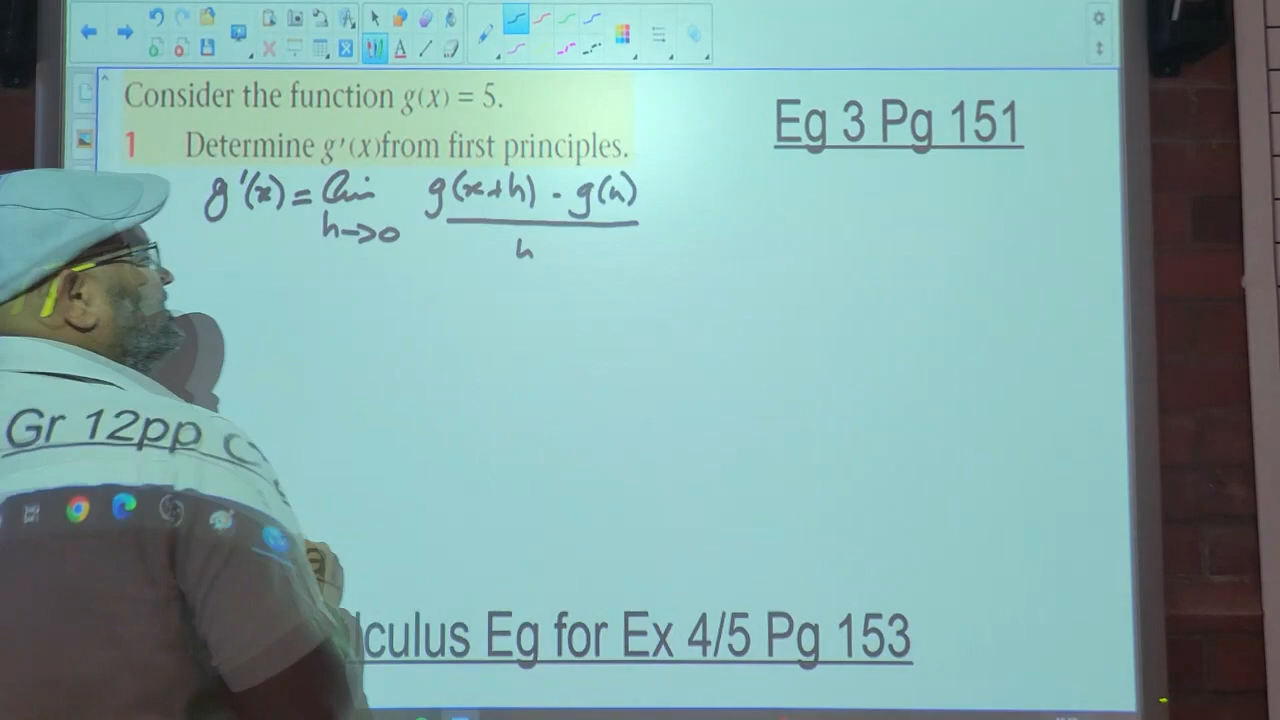 Consider the function g(x) = 5.
Eg 3 Pg 151
1 Determine g'(x)from first principles.
g'(x) = lim g(x+h) - g(h)
h→0 h
Gr 12pp C
lculus Eg for Ex 4/5 Pg 153